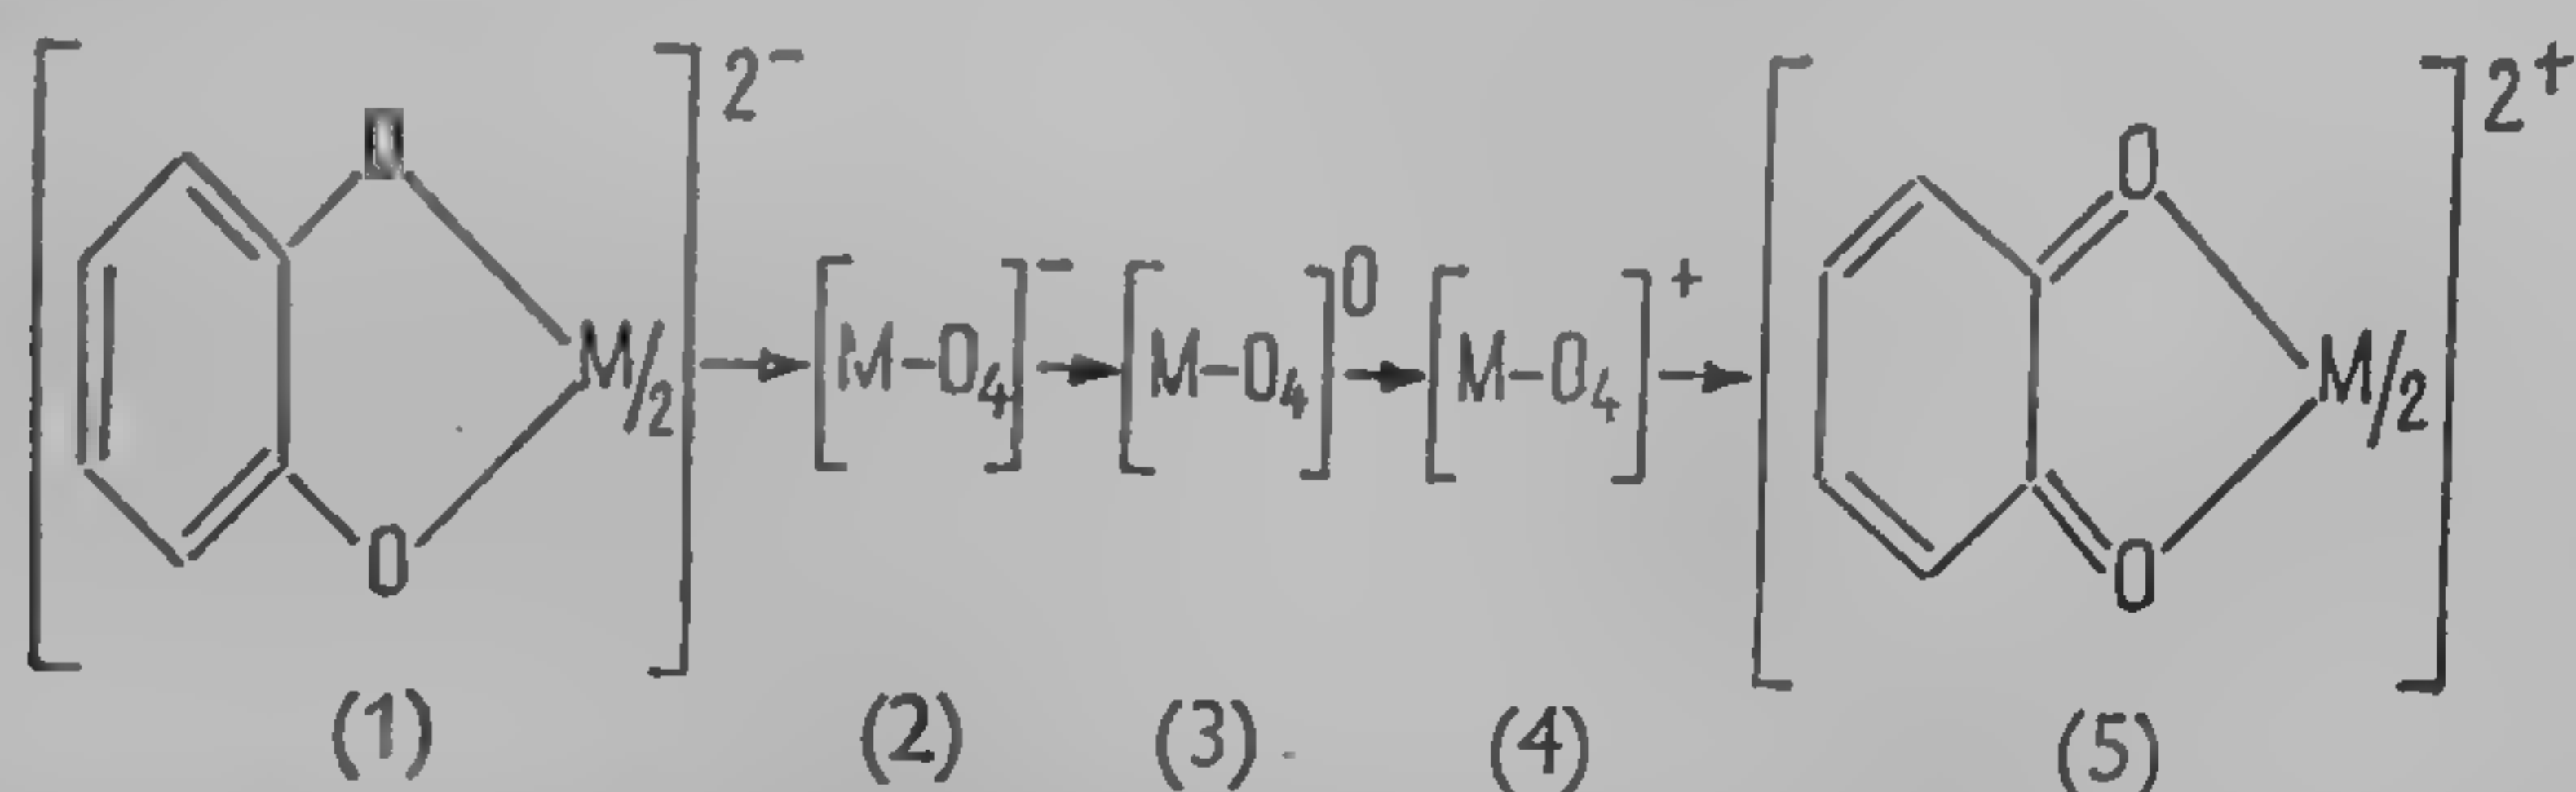 [ O O M/2 ]2- → [M-O4]- → [M-O4]0 → [M-O4]+ → [ O O M/2 ]2+
(1) (2) (3) (4) (5)